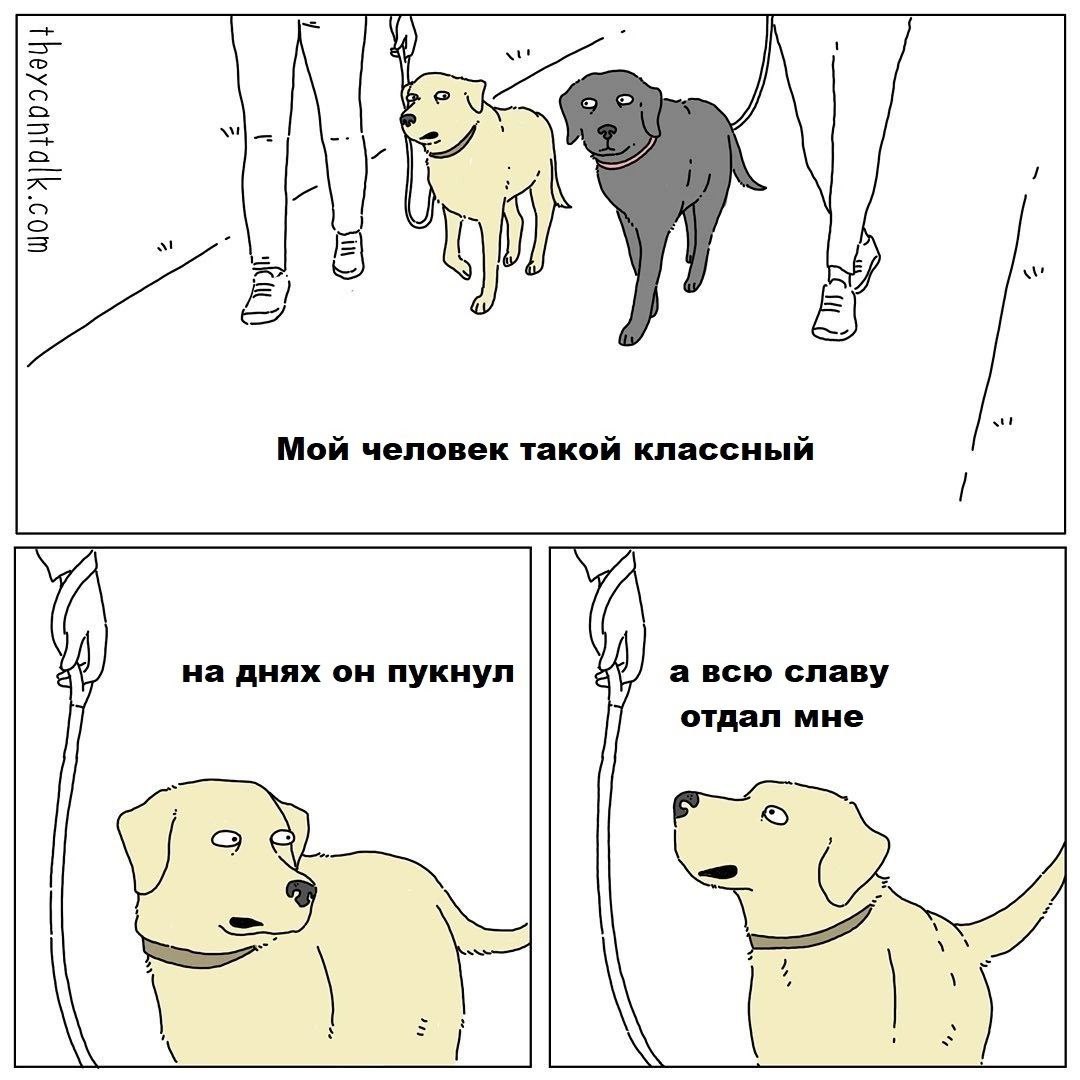 theycantalk.com
Мой человек такой классный
на днях он пукнул
а всю славу
отдал мне